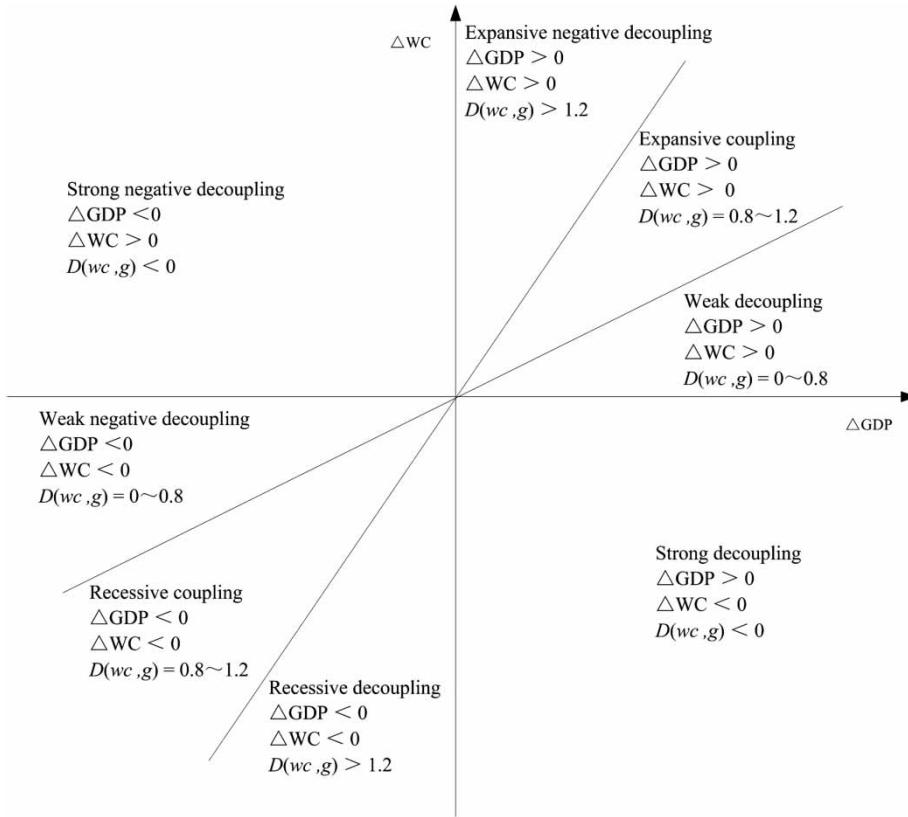 △WC
Expansive negative decoupling
△GDP > 0
△WC > 0
D(wc ,g) > 1.2
Expansive coupling
△GDP > 0
△WC > 0
D(wc ,g) = 0.8~1.2
Strong negative decoupling
△GDP <0
△WC > 0
D(wc ,g) < 0
Weak decoupling
△GDP > 0
△WC > 0
D(wc ,g) = 0~0.8
△GDP
Weak negative decoupling
△GDP <0
△WC < 0
D(wc ,g) = 0~0.8
Strong decoupling
△GDP > 0
△WC < 0
D(wc ,g) < 0
Recessive coupling
△GDP < 0
△WC < 0
D(wc ,g) = 0.8~1.2
Recessive decoupling
△GDP < 0
△WC < 0
D(wc ,g) > 1.2